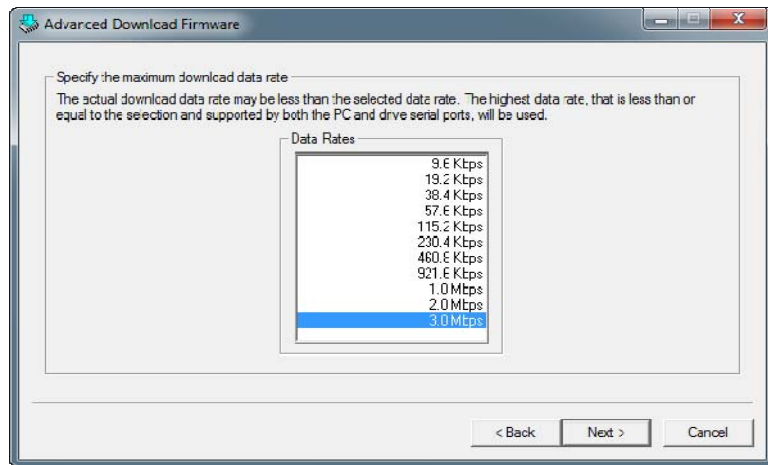 Advanced Download Firmware
Specify the maximum download data rate
The actual download data rate may be less than the selected data rate. The highest data rate, that is less than or
equal to the selection and supported by both the PC and drive serial ports, will be used.
Data Rates
9.6 Kbps
19.2 Kbps
38.4 Kbps
57.6 Kbps
115.2 Kbps
230.4 Kbps
460.8 Kbps
921.6 Kbps
1.0 Mbps
2.0 Mbps
3.0 Mbps
< Back
Next >
Cancel